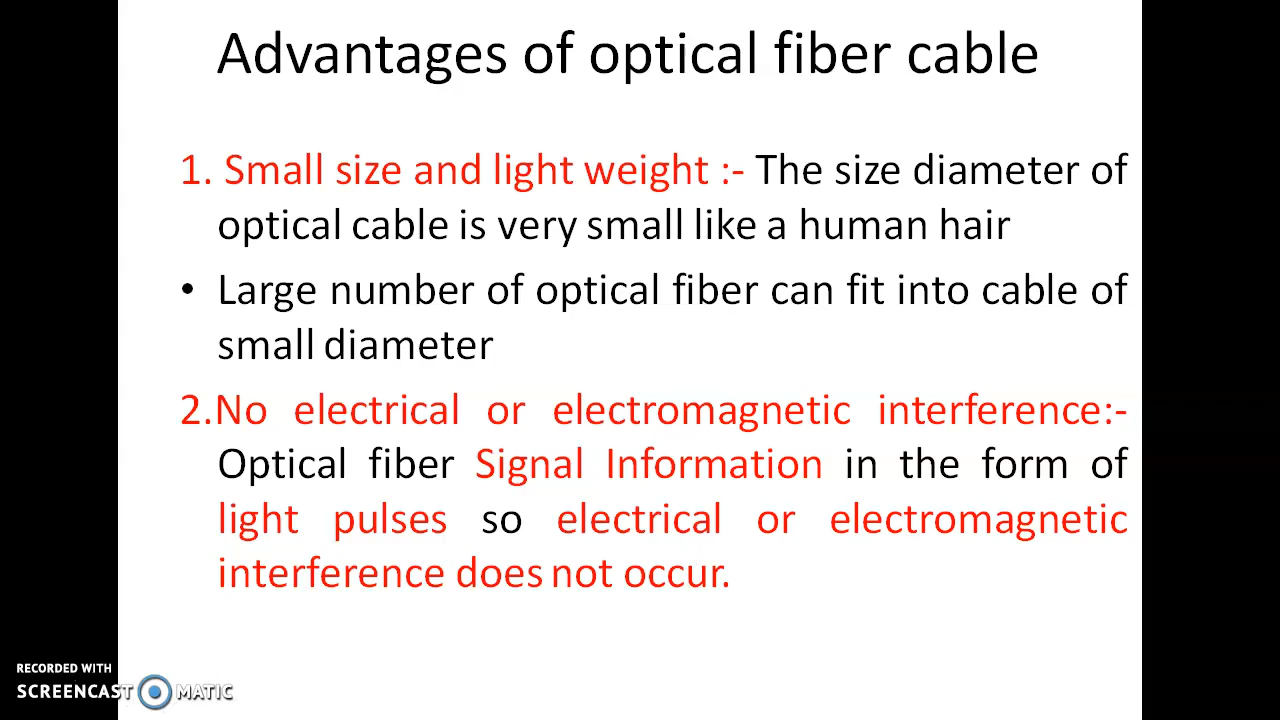 Advantages of optical fiber cable
1. Small size and light weight :- The size diameter of
optical cable is very small like a human hair
• Large number of optical fiber can fit into cable of
small diameter
2.No electrical or electromagnetic interference:-
Optical fiber Signal Information in the form of
light pulses so electrical or electromagnetic
interference does not occur.
RECORDED WITH
SCREENCAST MATIC